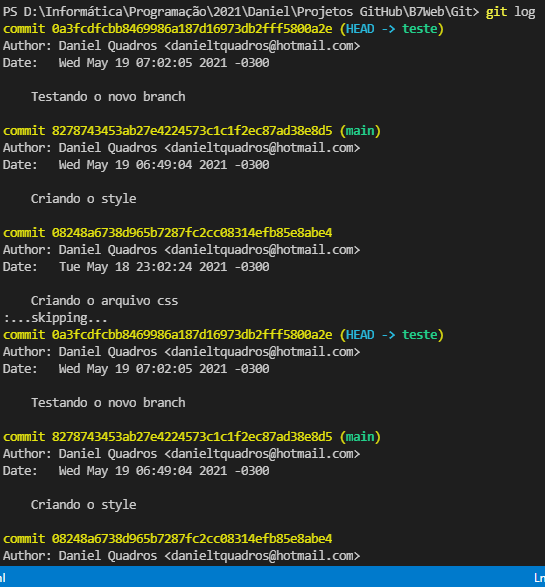 PS D:\Informática\Programação\2021\Daniel\Projetos GitHub\B7Web\Git> git log
commit 0a3fcdfcbb8469986a187d16973db2fff5800a2e (HEAD -> teste)
Author: Daniel Quadros <danieltquadros@hotmail.com>
Date:   Wed May 19 07:02:05 2021 -0300
    Testando o novo branch
commit 8278743453ab27e4224573c1c1f2ec87ad38e8d5 (main)
Author: Daniel Quadros <danieltquadros@hotmail.com>
Date:   Wed May 19 06:49:04 2021 -0300
    Criando o style
commit 08248a6738d965b7287fc2cc08314efb85e8abe4
Author: Daniel Quadros <danieltquadros@hotmail.com>
Date:   Tue May 18 23:02:24 2021 -0300
    Criando o arquivo css
:...skipping...
commit 0a3fcdfcbb8469986a187d16973db2fff5800a2e (HEAD -> teste)
Author: Daniel Quadros <danieltquadros@hotmail.com>
Date:   Wed May 19 07:02:05 2021 -0300
    Testando o novo branch
commit 8278743453ab27e4224573c1c1f2ec87ad38e8d5 (main)
Author: Daniel Quadros <danieltquadros@hotmail.com>
Date:   Wed May 19 06:49:04 2021 -0300
    Criando o style
commit 08248a6738d965b7287fc2cc08314efb85e8abe4
Author: Daniel Quadros <danieltquadros@hotmail.com>
Ln